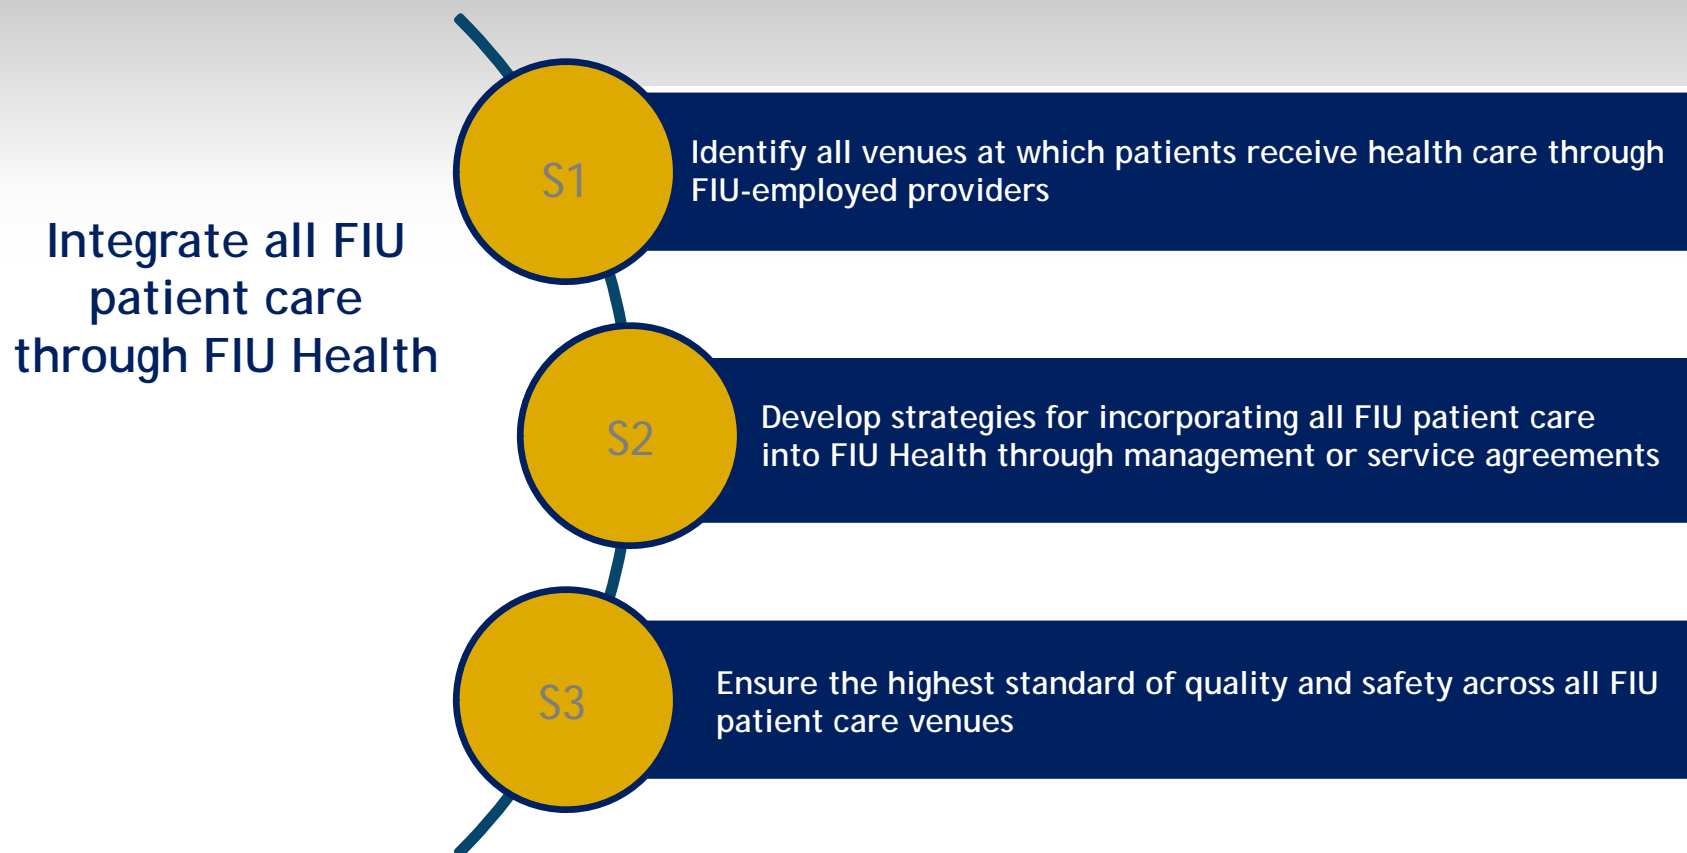 Integrate all FIU
patient care
through FIU Health
S1
Identify all venues at which patients receive health care through
FIU-employed providers
S2
Develop strategies for incorporating all FIU patient care
into FIU Health through management or service agreements
S3
Ensure the highest standard of quality and safety across all FIU
patient care venues